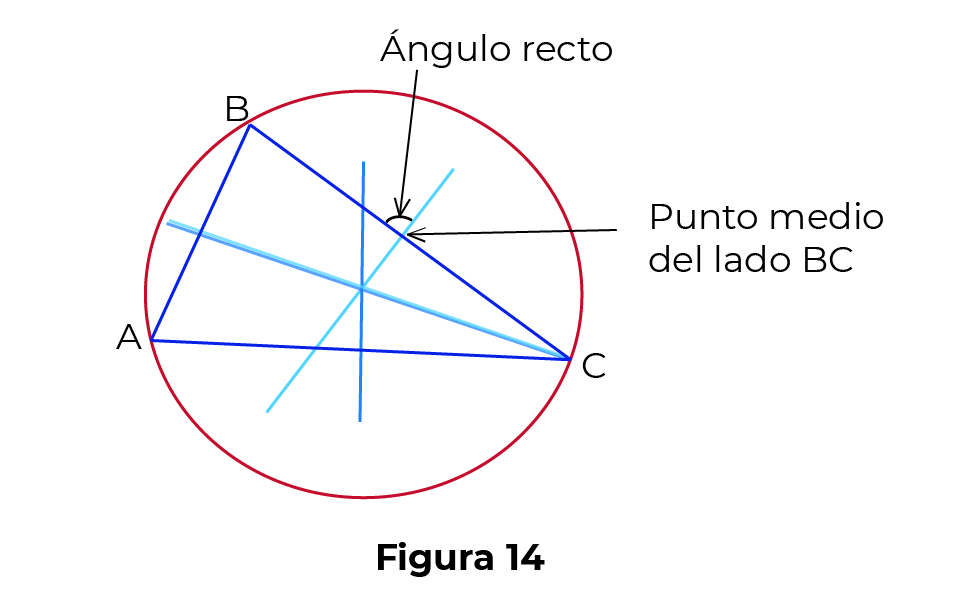 Ángulo recto
B
Punto medio
del lado BC
A
C
Figura 14